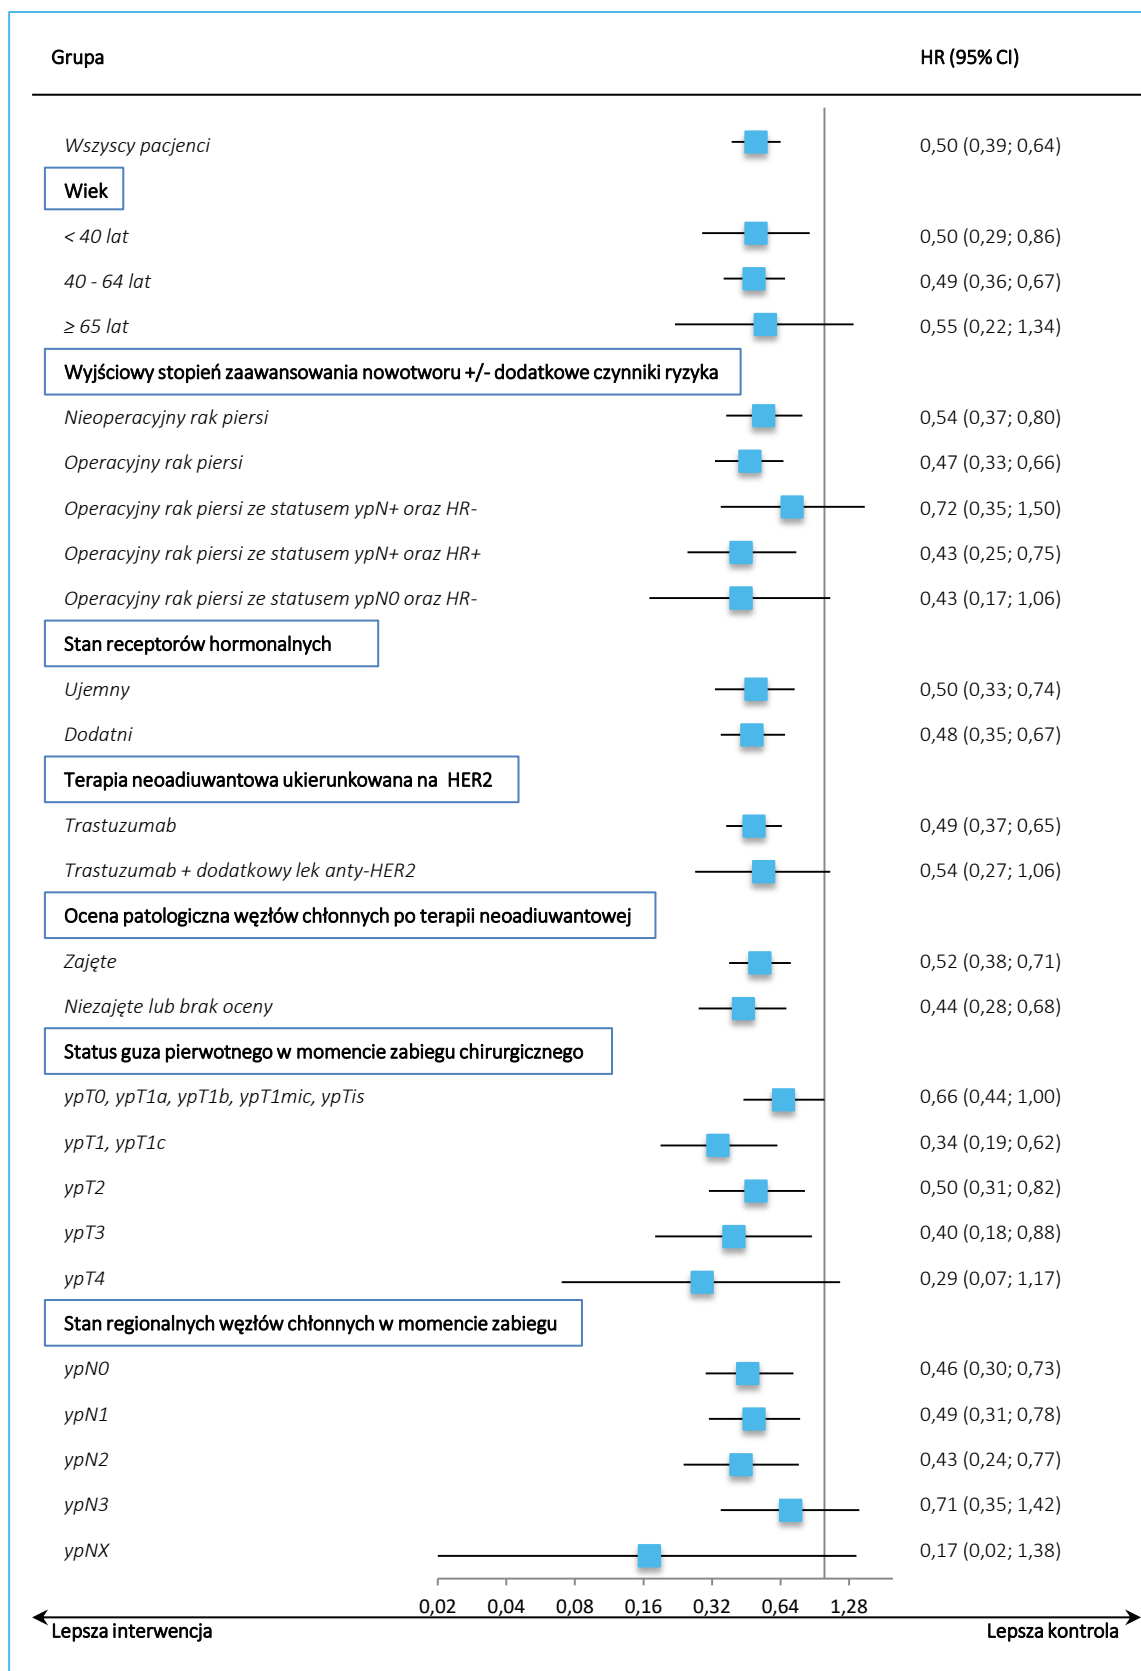 Grupa HR (95% CI)
Wszyscy pacjenci 0,50 (0,39; 0,64)
Wiek
< 40 lat 0,50 (0,29; 0,86)
40 - 64 lat 0,49 (0,36; 0,67)
≥ 65 lat 0,55 (0,22; 1,34)
Wyjściowy stopień zaawansowania nowotworu +/- dodatkowe czynniki ryzyka
Nieoperacyjny rak piersi 0,54 (0,37; 0,80)
Operacyjny rak piersi 0,47 (0,33; 0,66)
Operacyjny rak piersi ze statusem ypN+ oraz HR- 0,72 (0,35; 1,50)
Operacyjny rak piersi ze statusem ypN+ oraz HR+ 0,43 (0,25; 0,75)
Operacyjny rak piersi ze statusem ypN0 oraz HR- 0,43 (0,17; 1,06)
Stan receptorów hormonalnych
Ujemny 0,50 (0,33; 0,74)
Dodatni 0,48 (0,35; 0,67)
Terapia neoadiuwantowa ukierunkowana na HER2
Trastuzumab 0,49 (0,37; 0,65)
Trastuzumab + dodatkowy lek anty-HER2 0,54 (0,27; 1,06)
Ocena patologiczna węzłów chłonnych po terapii neoadiuwantowej
Zajęte 0,52 (0,38; 0,71)
Niezajęte lub brak oceny 0,44 (0,28; 0,68)
Status guza pierwotnego w momencie zabiegu chirurgicznego
ypT0, ypT1a, ypT1b, ypT1mic, ypTis 0,66 (0,44; 1,00)
ypT1, ypT1c 0,34 (0,19; 0,62)
ypT2 0,50 (0,31; 0,82)
ypT3 0,40 (0,18; 0,88)
ypT4 0,29 (0,07; 1,17)
Stan regionalnych węzłów chłonnych w momencie zabiegu
ypN0 0,46 (0,30; 0,73)
ypN1 0,49 (0,31; 0,78)
ypN2 0,43 (0,24; 0,77)
ypN3 0,71 (0,35; 1,42)
ypNX 0,17 (0,02; 1,38)
0,02 0,04 0,08 0,16 0,32 0,64 1,28
Lepsza interwencja Lepsza kontrola